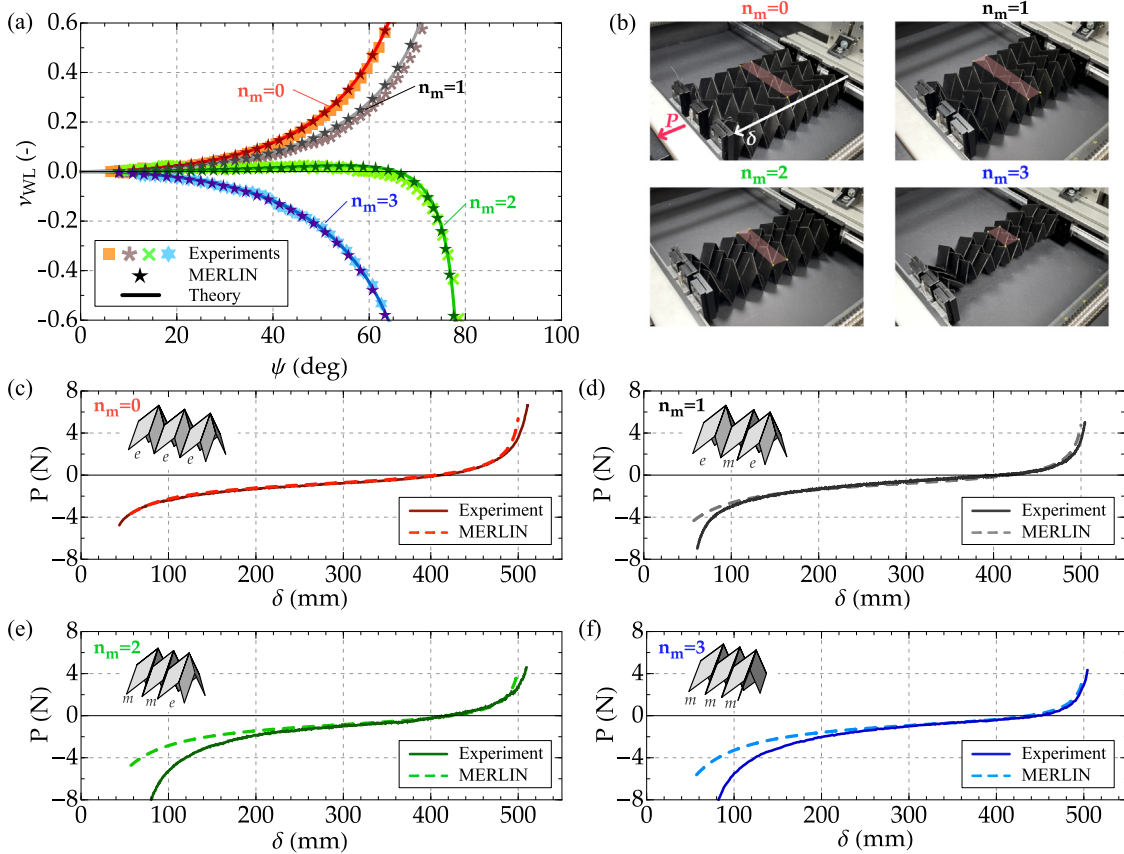 (a)
0.6
0.4
0.2
0.0
−0.2
−0.4
−0.6
ν_WL (-)
n_m=0
n_m=1
n_m=3
n_m=2
Experiments
MERLIN
Theory
0 20 40 60 80 100
ψ (deg)
(b)
n_m=0
n_m=1
P
δ
n_m=2
n_m=3
(c)
n_m=0
e e e
8
4
0
−4
−8
P (N)
Experiment
MERLIN
0 100 200 300 400 500
δ (mm)
(d)
n_m=1
e m e
8
4
0
−4
−8
P (N)
Experiment
MERLIN
0 100 200 300 400 500
δ (mm)
(e)
n_m=2
m m e
8
4
0
−4
−8
P (N)
Experiment
MERLIN
0 100 200 300 400 500
δ (mm)
(f)
n_m=3
m m m
8
4
0
−4
−8
P (N)
Experiment
MERLIN
0 100 200 300 400 500
δ (mm)